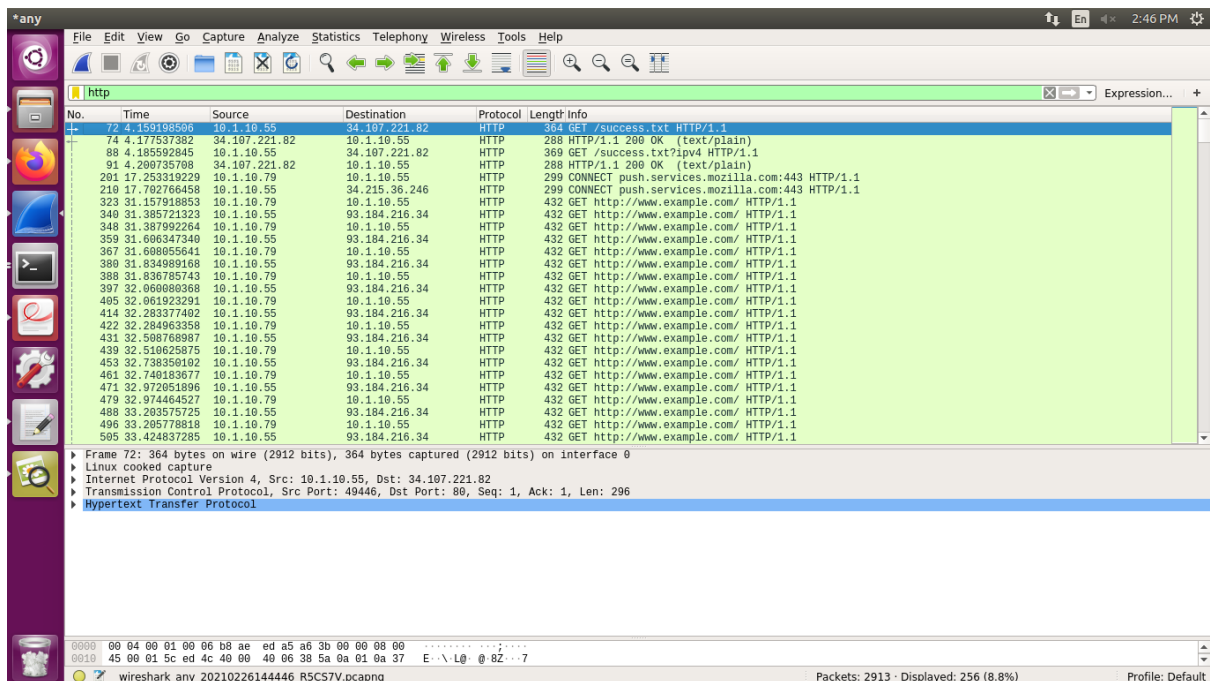 *any
En
2:46 PM
File Edit View Go Capture Analyze Statistics Telephony Wireless Tools Help
http
Expression...
+
No. Time Source Destination Protocol Length Info
72 4.159198506 10.1.10.55 34.107.221.82 HTTP 364 GET /success.txt HTTP/1.1
74 4.177537382 34.107.221.82 10.1.10.55 HTTP 288 HTTP/1.1 200 OK (text/plain)
88 4.185592845 10.1.10.55 34.107.221.82 HTTP 369 GET /success.txt?ipv4 HTTP/1.1
91 4.200735708 34.107.221.82 10.1.10.55 HTTP 288 HTTP/1.1 200 OK (text/plain)
201 17.253319229 10.1.10.79 10.1.10.55 HTTP 299 CONNECT push.services.mozilla.com:443 HTTP/1.1
210 17.702766458 10.1.10.55 34.215.36.246 HTTP 299 CONNECT push.services.mozilla.com:443 HTTP/1.1
323 31.157918853 10.1.10.79 10.1.10.55 HTTP 432 GET http://www.example.com/ HTTP/1.1
340 31.385721323 10.1.10.55 93.184.216.34 HTTP 432 GET http://www.example.com/ HTTP/1.1
348 31.387992264 10.1.10.79 10.1.10.55 HTTP 432 GET http://www.example.com/ HTTP/1.1
359 31.606347340 10.1.10.55 93.184.216.34 HTTP 432 GET http://www.example.com/ HTTP/1.1
367 31.608055641 10.1.10.79 10.1.10.55 HTTP 432 GET http://www.example.com/ HTTP/1.1
380 31.834989168 10.1.10.55 93.184.216.34 HTTP 432 GET http://www.example.com/ HTTP/1.1
388 31.836785743 10.1.10.79 10.1.10.55 HTTP 432 GET http://www.example.com/ HTTP/1.1
397 32.060080368 10.1.10.55 93.184.216.34 HTTP 432 GET http://www.example.com/ HTTP/1.1
405 32.061923291 10.1.10.79 10.1.10.55 HTTP 432 GET http://www.example.com/ HTTP/1.1
414 32.283377402 10.1.10.55 93.184.216.34 HTTP 432 GET http://www.example.com/ HTTP/1.1
422 32.284963358 10.1.10.79 10.1.10.55 HTTP 432 GET http://www.example.com/ HTTP/1.1
431 32.508768987 10.1.10.55 93.184.216.34 HTTP 432 GET http://www.example.com/ HTTP/1.1
439 32.510625875 10.1.10.79 10.1.10.55 HTTP 432 GET http://www.example.com/ HTTP/1.1
453 32.738350102 10.1.10.55 93.184.216.34 HTTP 432 GET http://www.example.com/ HTTP/1.1
461 32.740183677 10.1.10.79 10.1.10.55 HTTP 432 GET http://www.example.com/ HTTP/1.1
471 32.972051896 10.1.10.55 93.184.216.34 HTTP 432 GET http://www.example.com/ HTTP/1.1
479 32.974464527 10.1.10.79 10.1.10.55 HTTP 432 GET http://www.example.com/ HTTP/1.1
488 33.203575725 10.1.10.55 93.184.216.34 HTTP 432 GET http://www.example.com/ HTTP/1.1
496 33.205778818 10.1.10.79 10.1.10.55 HTTP 432 GET http://www.example.com/ HTTP/1.1
505 33.424837285 10.1.10.55 93.184.216.34 HTTP 432 GET http://www.example.com/ HTTP/1.1
Frame 72: 364 bytes on wire (2912 bits), 364 bytes captured (2912 bits) on interface 0
Linux cooked capture
Internet Protocol Version 4, Src: 10.1.10.55, Dst: 34.107.221.82
Transmission Control Protocol, Src Port: 49446, Dst Port: 80, Seq: 1, Ack: 1, Len: 296
Hypertext Transfer Protocol
0000 00 04 00 01 00 06 b8 ae ed a5 a6 3b 00 00 08 00 ········ ···;····
0010 45 00 01 5c ed 4c 40 00 40 06 38 5a 0a 01 0a 37 E··\·L@· @·8Z···7
wireshark_any_20210226144446_R5CS7V.pcapng
Packets: 2913 · Displayed: 256 (8.8%)
Profile: Default